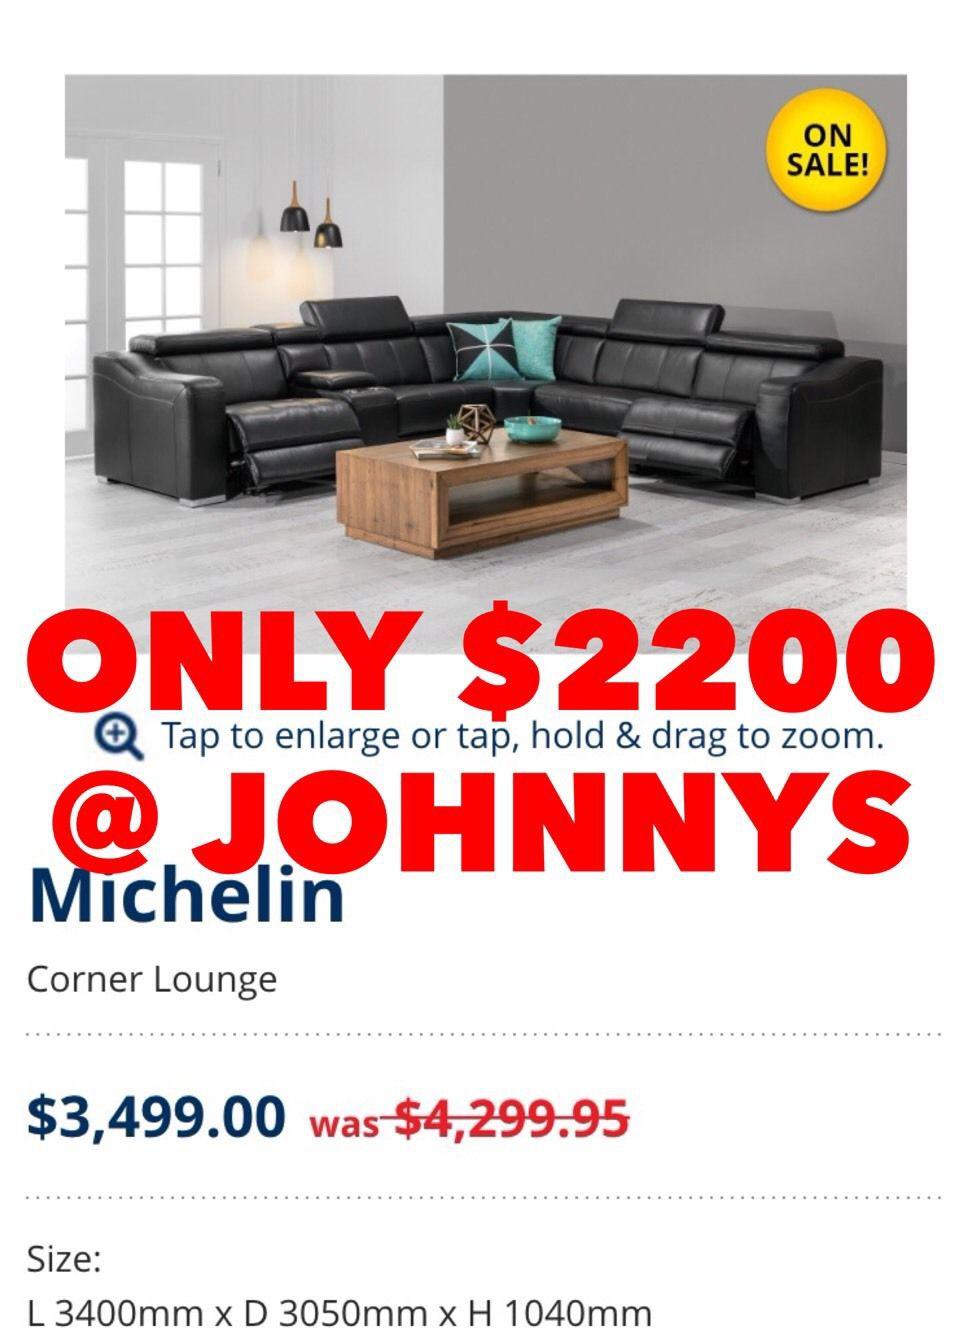 ON
SALE!
ONLY $2200
Tap to enlarge or tap, hold & drag to zoom.
@ JOHNNYS
Michelin
Corner Lounge
$3,499.00 was $4,299.95
Size:
L 3400mm x D 3050mm x H 1040mm